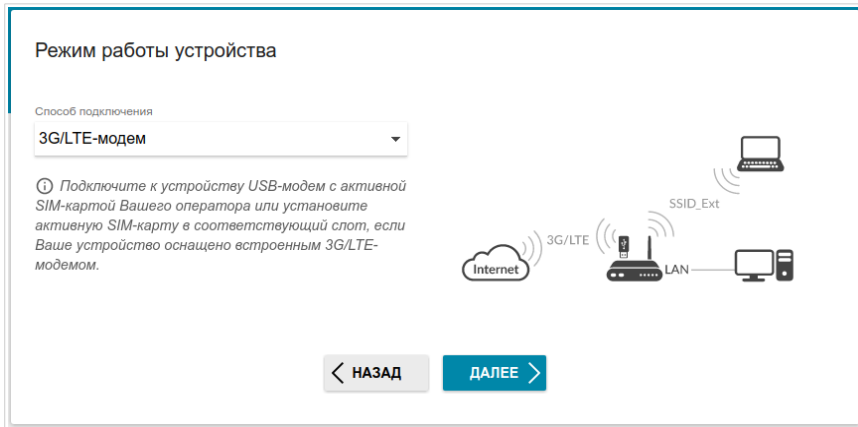 Режим работы устройства
Способ подключения
3G/LTE-модем
Подключите к устройству USB-модем с активной
SIM-картой Вашего оператора или установите
активную SIM-карту в соответствующий слот, если
Ваше устройство оснащено встроенным 3G/LTE-
модемом.
SSID_Ext
3G/LTE
Internet
LAN
НАЗАД
ДАЛЕЕ